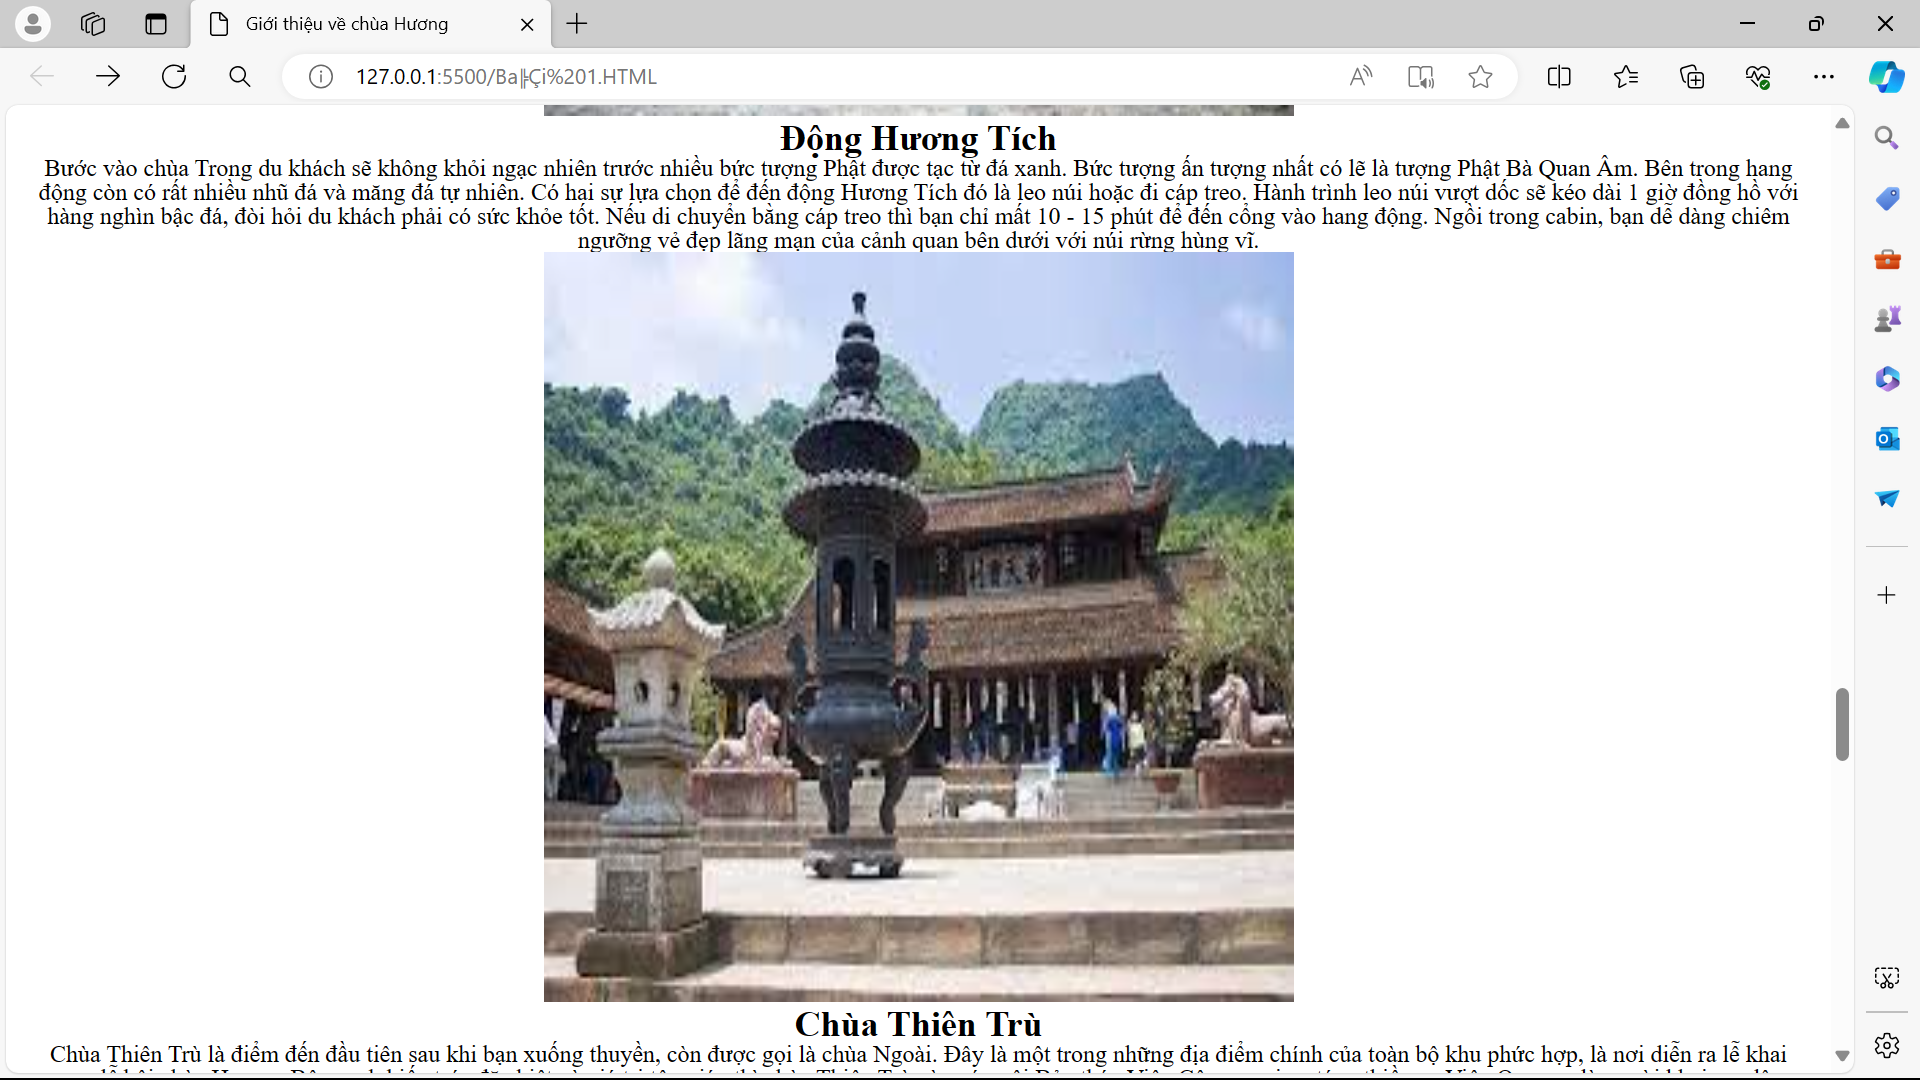 Giới thiệu về chùa Hương
127.0.0.1:5500/Ba╠Çi%201.HTML
Động Hương Tích
Bước vào chùa Trong du khách sẽ không khỏi ngạc nhiên trước nhiều bức tượng Phật được tạc từ đá xanh. Bức tượng ấn tượng nhất có lẽ là tượng Phật Bà Quan Âm. Bên trong hang
động còn có rất nhiều nhũ đá và măng đá tự nhiên. Có hai sự lựa chọn để đến động Hương Tích đó là leo núi hoặc đi cáp treo. Hành trình leo núi vượt dốc sẽ kéo dài 1 giờ đồng hồ với
hàng nghìn bậc đá, đòi hỏi du khách phải có sức khỏe tốt. Nếu di chuyển bằng cáp treo thì bạn chỉ mất 10 - 15 phút để đến cổng vào hang động. Ngồi trong cabin, bạn dễ dàng chiêm
ngưỡng vẻ đẹp lãng mạn của cảnh quan bên dưới với núi rừng hùng vĩ.
Chùa Thiên Trù
Chùa Thiên Trù là điểm đến đầu tiên sau khi bạn xuống thuyền, còn được gọi là chùa Ngoài. Đây là một trong những địa điểm chính của toàn bộ khu phức hợp, là nơi diễn ra lễ khai